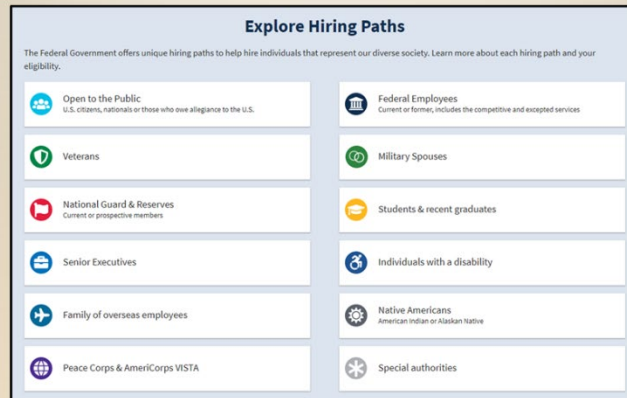 Explore Hiring Paths
The Federal Government offers unique hiring paths to help hire individuals that represent our diverse society. Learn more about each hiring path and your
eligibility.
Open to the Public
U.S. citizens, nationals or those who owe allegiance to the U.S.
Federal Employees
Current or former, includes the competitive and excepted services
Veterans
Military Spouses
National Guard & Reserves
Current or prospective members
Students & recent graduates
Senior Executives
Individuals with a disability
Family of overseas employees
Native Americans
American Indian or Alaskan Native
Peace Corps & AmeriCorps VISTA
Special authorities